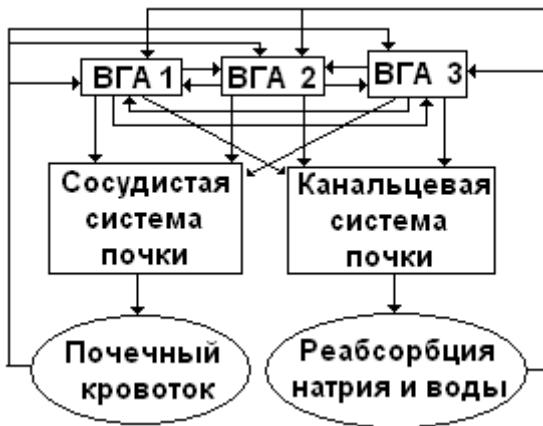 ВГА 1
ВГА 2
ВГА 3
Сосудистая
система
почки
Канальцевая
система
почки
Почечный
кровоток
Реабсорбция
натрия и воды